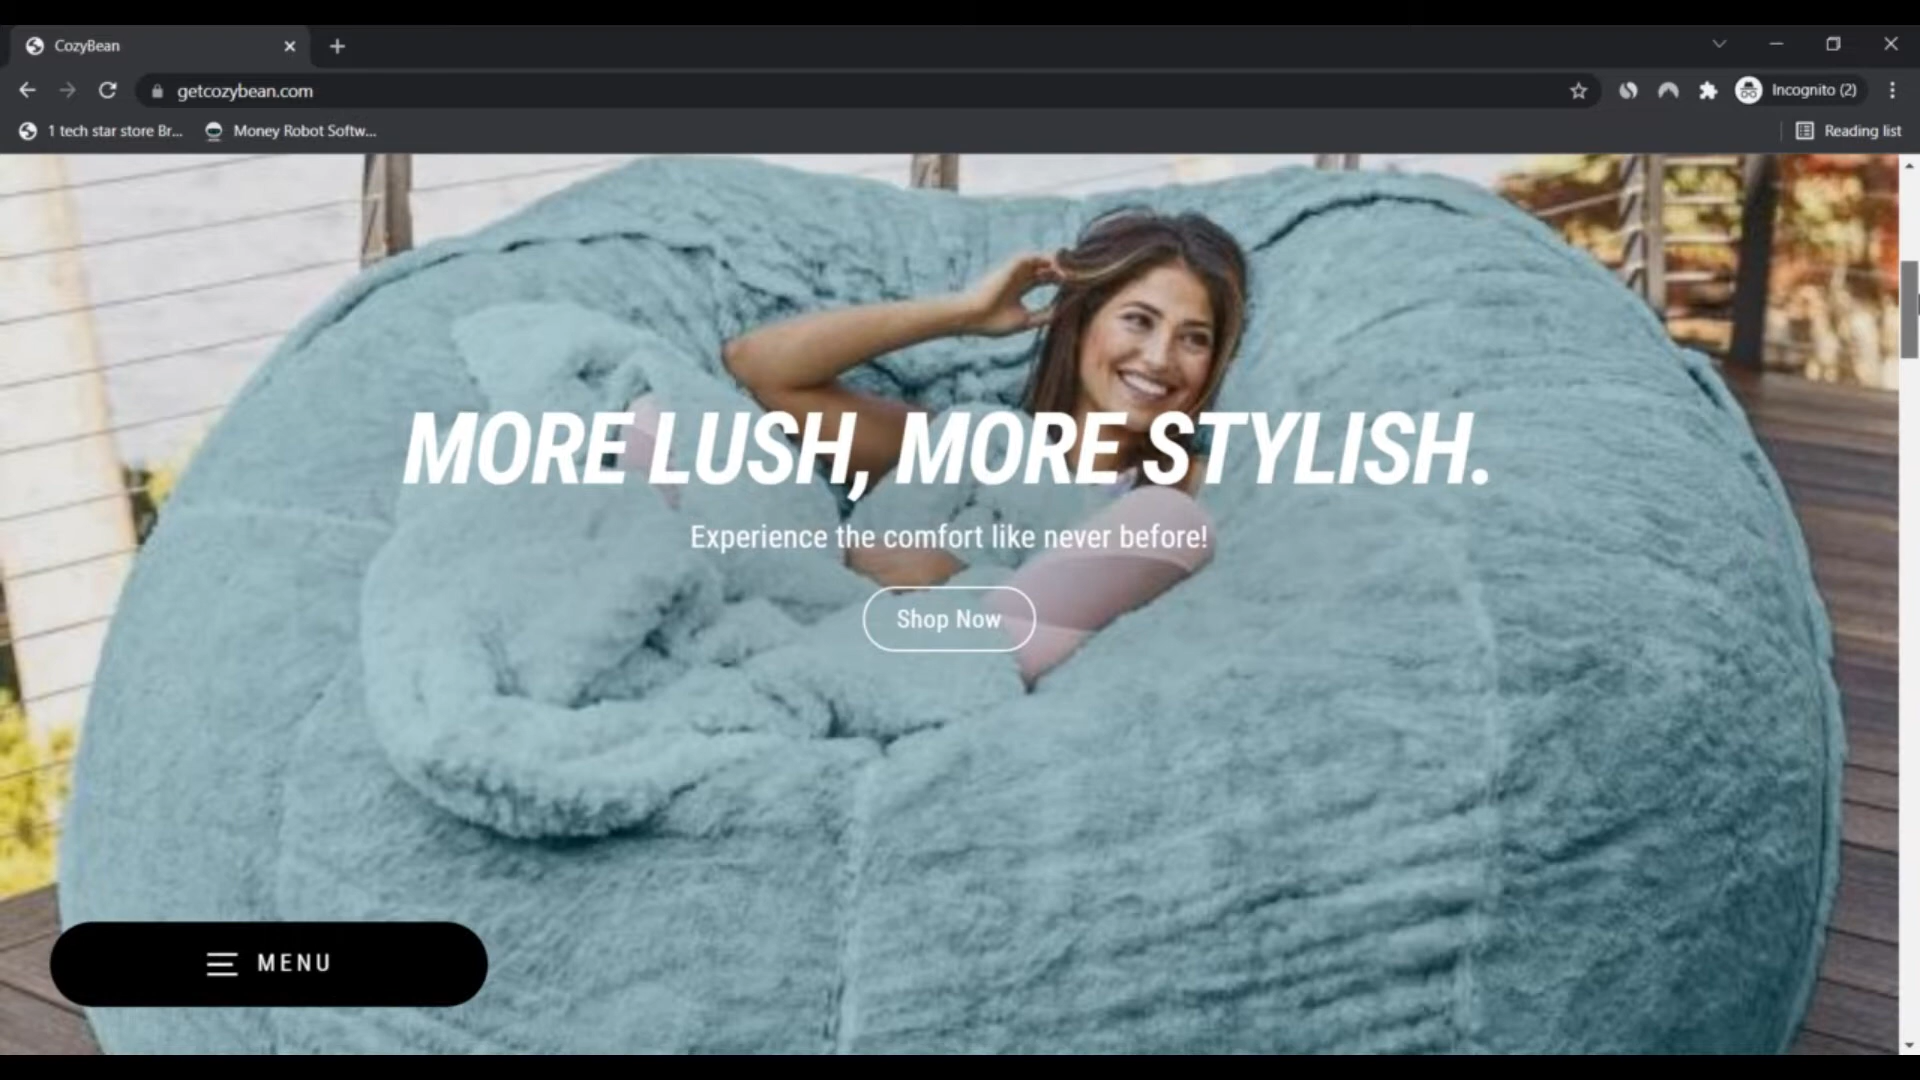 CozyBean
getcozybean.com
Incognito (2)
1 tech star store Br...
Money Robot Softw...
Reading list
MORE LUSH, MORE STYLISH.
Experience the comfort like never before!
Shop Now
MENU